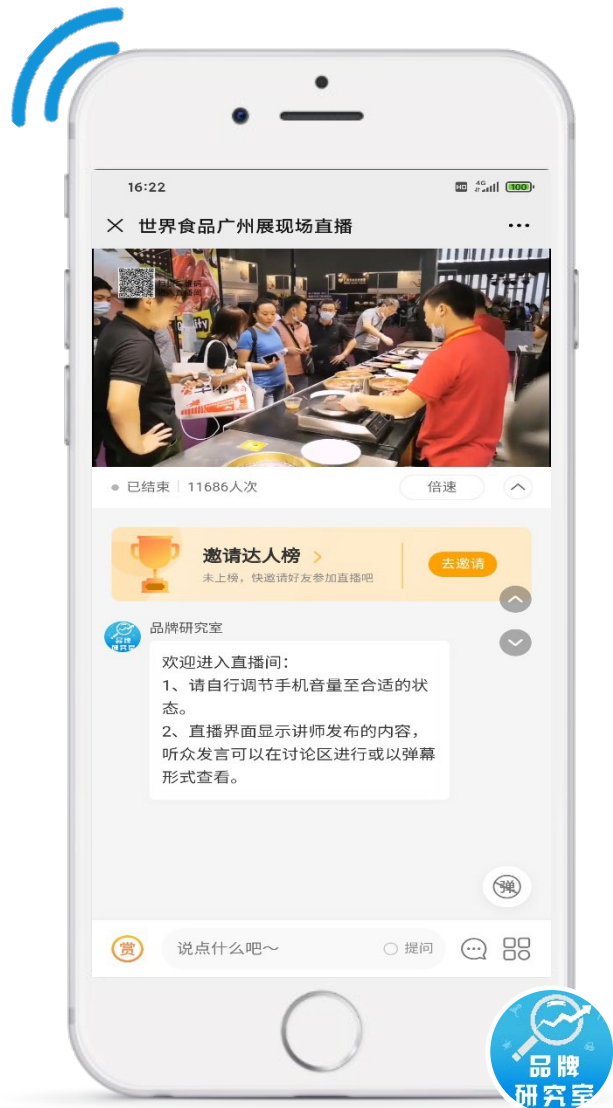 16:22
HD 4G 100
世界食品广州展现场直播
已结束 11686人次
倍速
邀请达人榜
未上榜，快邀请好友参加直播吧
去邀请
品牌研究室
欢迎进入直播间：
1、请自行调节手机音量至合适的状
态。
2、直播界面显示讲师发布的内容，
听众发言可以在讨论区进行或以弹幕
形式查看。
弹
赏
说点什么吧～
提问
品牌
研究室